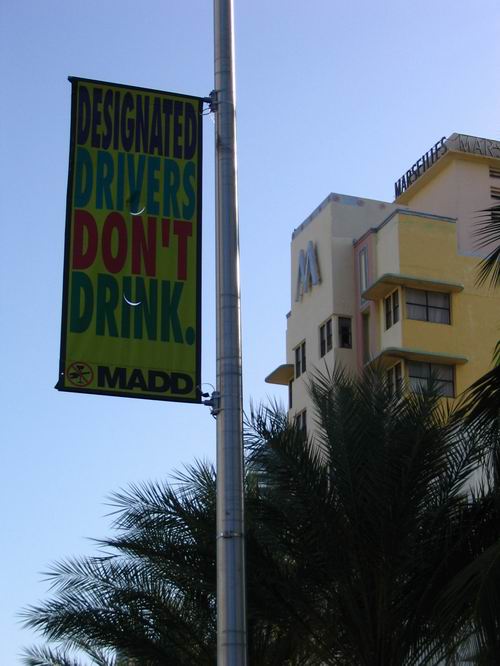 DESIGNATED
DRIVERS
DON'T
DRINK.
MADD
M
MARSEILLES